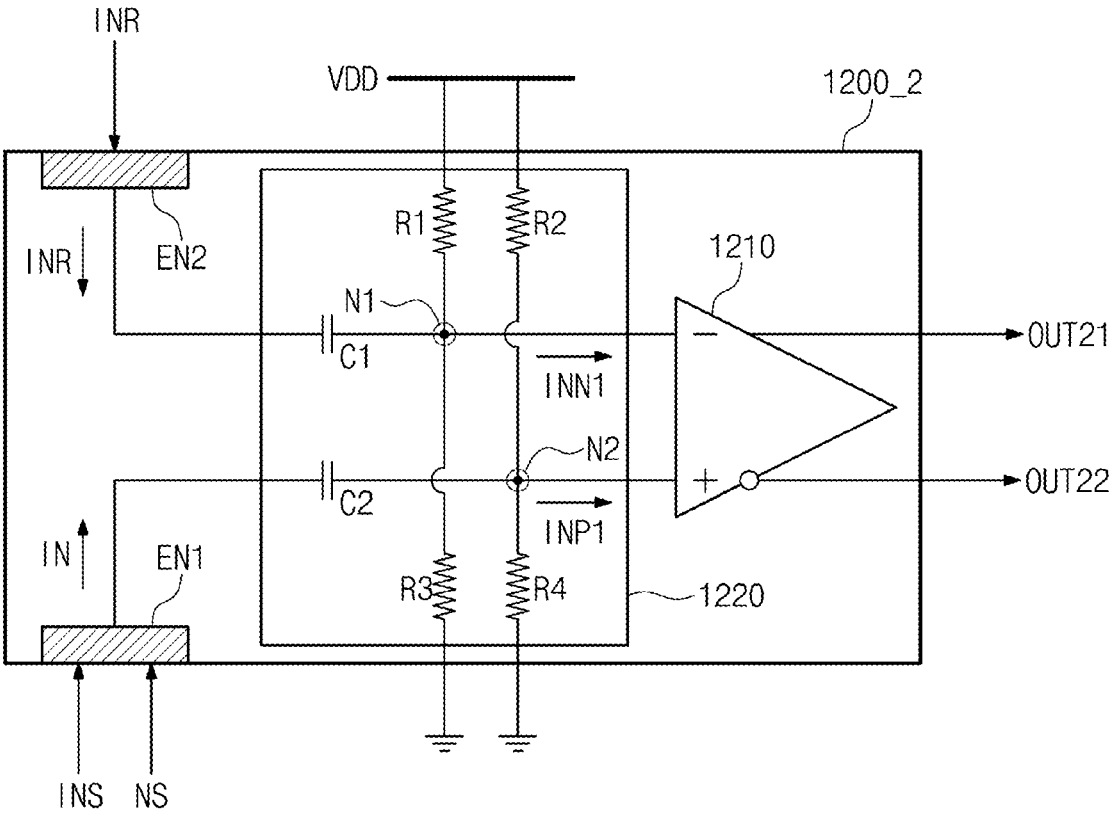 INR
VDD
1200_2
R1
R2
EN2
INR
1210
N1
C1
INN1
−
OUT21
N2
C2
INP1
+
OUT22
IN
EN1
R3
R4
1220
INS
NS